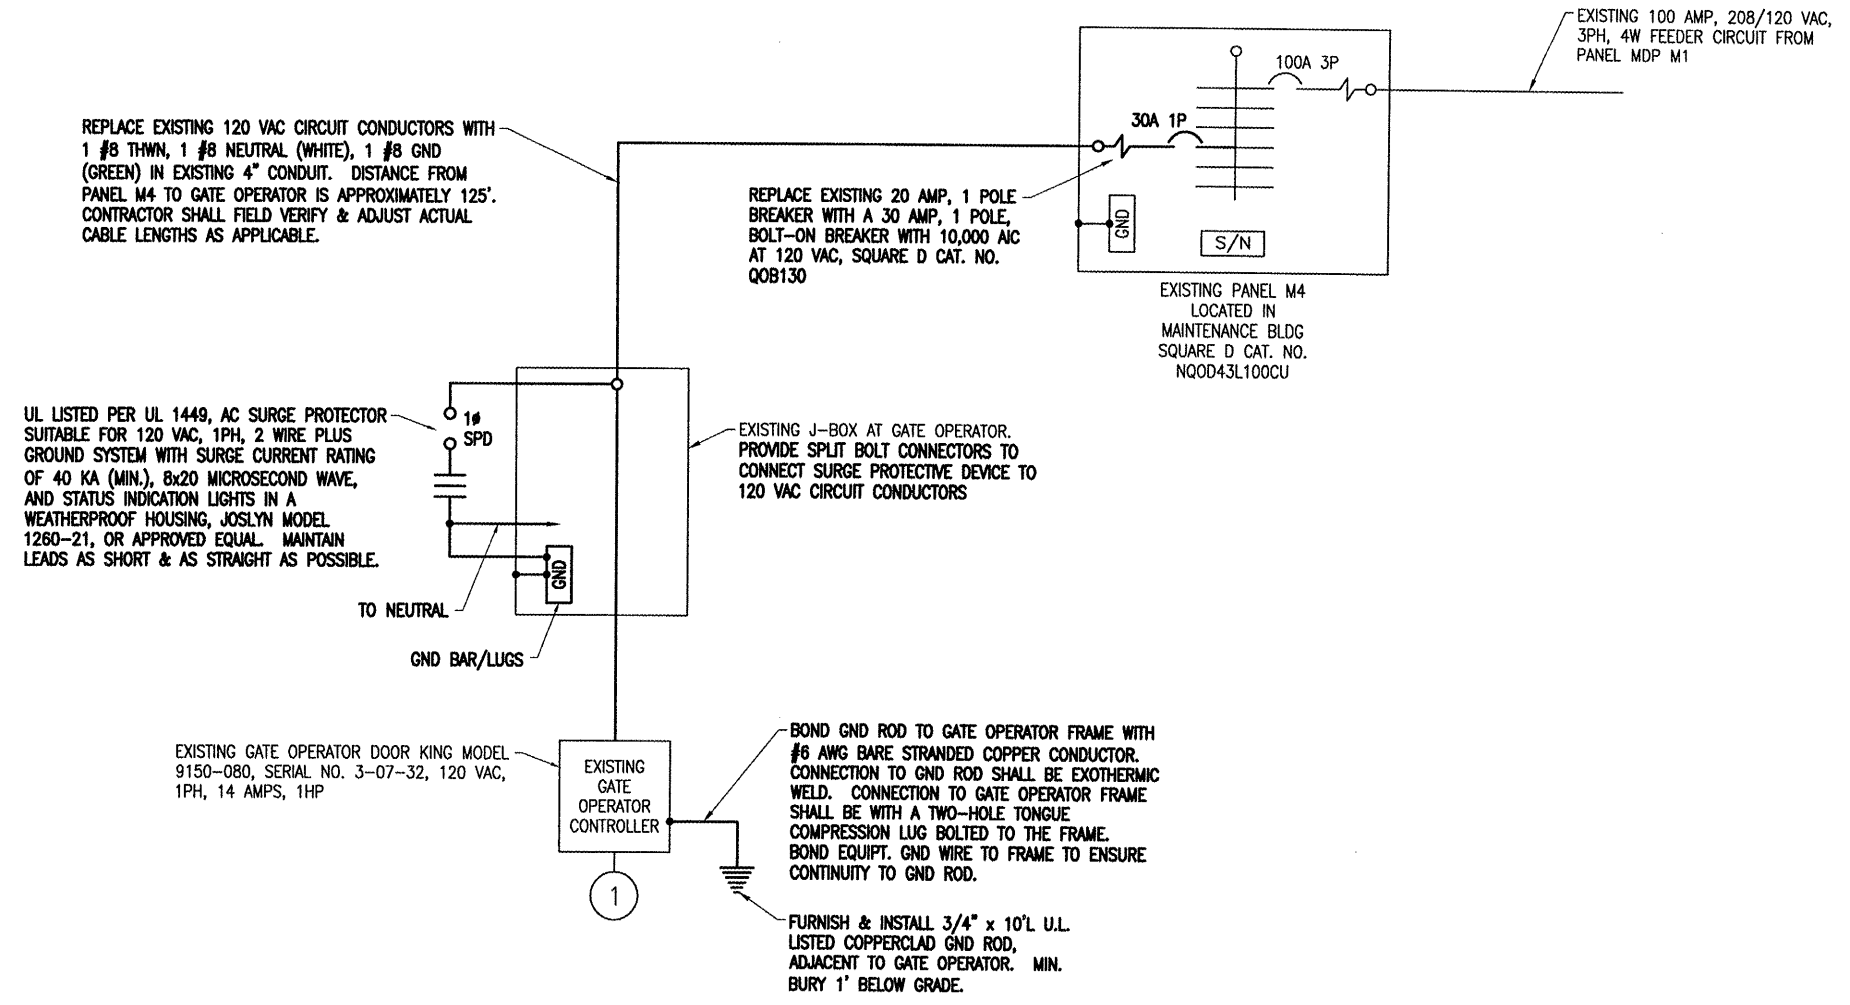 EXISTING 100 AMP, 208/120 VAC,
3PH, 4W FEEDER CIRCUIT FROM
PANEL MDP M1
100A 3P
30A 1P
GND
S/N
EXISTING PANEL M4
LOCATED IN
MAINTENANCE BLDG
SQUARE D CAT. NO.
NQOD43L100CU
REPLACE EXISTING 120 VAC CIRCUIT CONDUCTORS WITH
1 #8 THWN, 1 #8 NEUTRAL (WHITE), 1 #8 GND
(GREEN) IN EXISTING 4" CONDUIT. DISTANCE FROM
PANEL M4 TO GATE OPERATOR IS APPROXIMATELY 125'.
CONTRACTOR SHALL FIELD VERIFY & ADJUST ACTUAL
CABLE LENGTHS AS APPLICABLE.
REPLACE EXISTING 20 AMP, 1 POLE
BREAKER WITH A 30 AMP, 1 POLE,
BOLT-ON BREAKER WITH 10,000 AIC
AT 120 VAC, SQUARE D CAT. NO.
QOB130
UL LISTED PER UL 1449, AC SURGE PROTECTOR
SUITABLE FOR 120 VAC, 1PH, 2 WIRE PLUS
GROUND SYSTEM WITH SURGE CURRENT RATING
OF 40 KA (MIN.), 8x20 MICROSECOND WAVE,
AND STATUS INDICATION LIGHTS IN A
WEATHERPROOF HOUSING, JOSLYN MODEL
1260-21, OR APPROVED EQUAL. MAINTAIN
LEADS AS SHORT & AS STRAIGHT AS POSSIBLE.
1ø
SPD
EXISTING J-BOX AT GATE OPERATOR.
PROVIDE SPLIT BOLT CONNECTORS TO
CONNECT SURGE PROTECTIVE DEVICE TO
120 VAC CIRCUIT CONDUCTORS
GND
TO NEUTRAL
GND BAR/LUGS
EXISTING GATE OPERATOR DOOR KING MODEL
9150-080, SERIAL NO. 3-07-32, 120 VAC,
1PH, 14 AMPS, 1HP
EXISTING
GATE
OPERATOR
CONTROLLER
1
BOND GND ROD TO GATE OPERATOR FRAME WITH
#6 AWG BARE STRANDED COPPER CONDUCTOR.
CONNECTION TO GND ROD SHALL BE EXOTHERMIC
WELD. CONNECTION TO GATE OPERATOR FRAME
SHALL BE WITH A TWO-HOLE TONGUE
COMPRESSION LUG BOLTED TO THE FRAME.
BOND EQUIPT. GND WIRE TO FRAME TO ENSURE
CONTINUITY TO GND ROD.
FURNISH & INSTALL 3/4" x 10'L U.L.
LISTED COPPERCLAD GND ROD,
ADJACENT TO GATE OPERATOR. MIN.
BURY 1' BELOW GRADE.